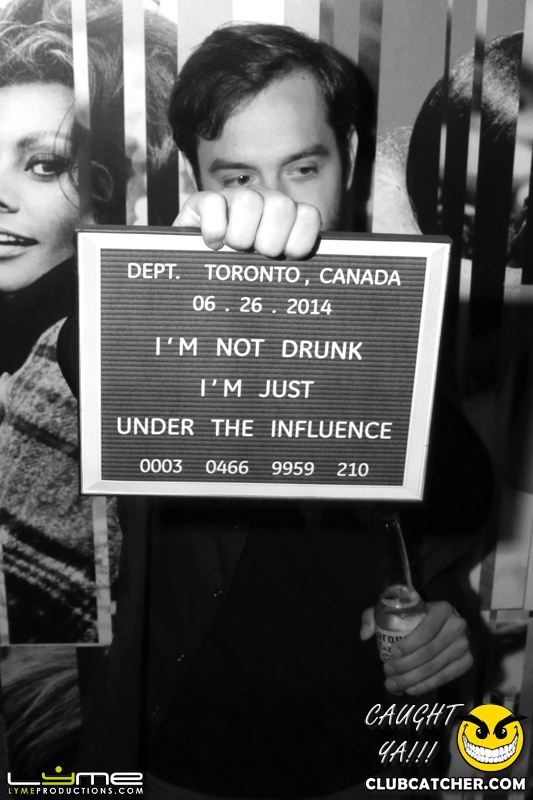 DEPT. TORONTO, CANADA
06 . 26 . 2014
I'M NOT DRUNK
I'M JUST
UNDER THE INFLUENCE
0003 0466 9959 210
CAUGHT
YA!!!
Lyme
LYMEPRODUCTIONS.COM
CLUBCATCHER.COM